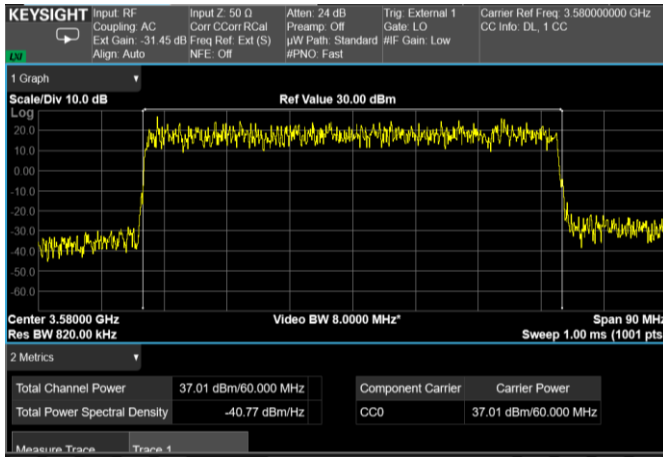 KEYSIGHT Input: RF Input Z: 50 Ω Atten: 24 dB Trig: External 1 Carrier Ref Freq: 3.580000000 GHz
Coupling: AC Corr CCorr RCal Preamp: Off Gate: LO CC Info: DL, 1 CC
Ext Gain: -31.45 dB Freq Ref: Ext (S) µW Path: Standard #IF Gain: Low
LXI Align: Auto NFE: Off #PNO: Fast
1 Graph
Scale/Div 10.0 dB Ref Value 30.00 dBm
Log
20.0
10.0
0.00
-10.0
-20.0
-30.0
-40.0
-50.0
-60.0
Center 3.58000 GHz Video BW 8.0000 MHz* Span 90 MHz
Res BW 820.00 kHz Sweep 1.00 ms (1001 pts
2 Metrics
Total Channel Power 37.01 dBm/60.000 MHz Component Carrier Carrier Power
Total Power Spectral Density -40.77 dBm/Hz CC0 37.01 dBm/60.000 MHz
Measure Trace Trace 1